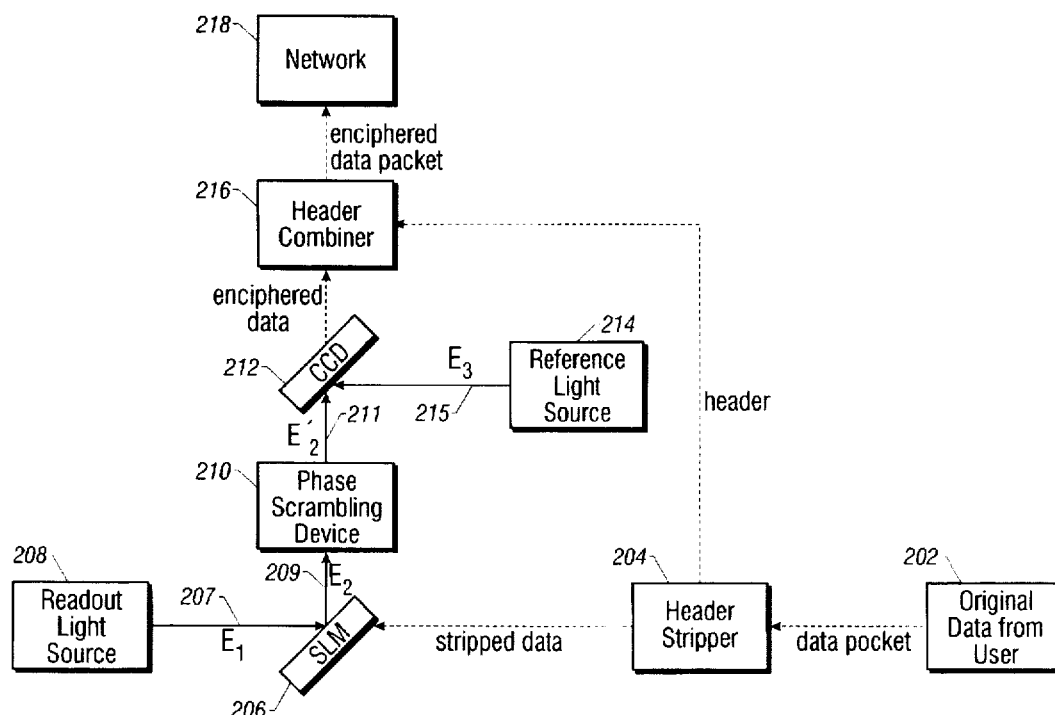 218
Network
enciphered
data packet
216
Header
Combiner
enciphered
data
212
CCD
E3
214
Reference
Light
Source
215
header
E'2
211
210
Phase
Scrambling
Device
208
Readout
Light
Source
207
E1
209
E2
SLM
206
stripped data
204
Header
Stripper
data pocket
202
Original
Data from
User